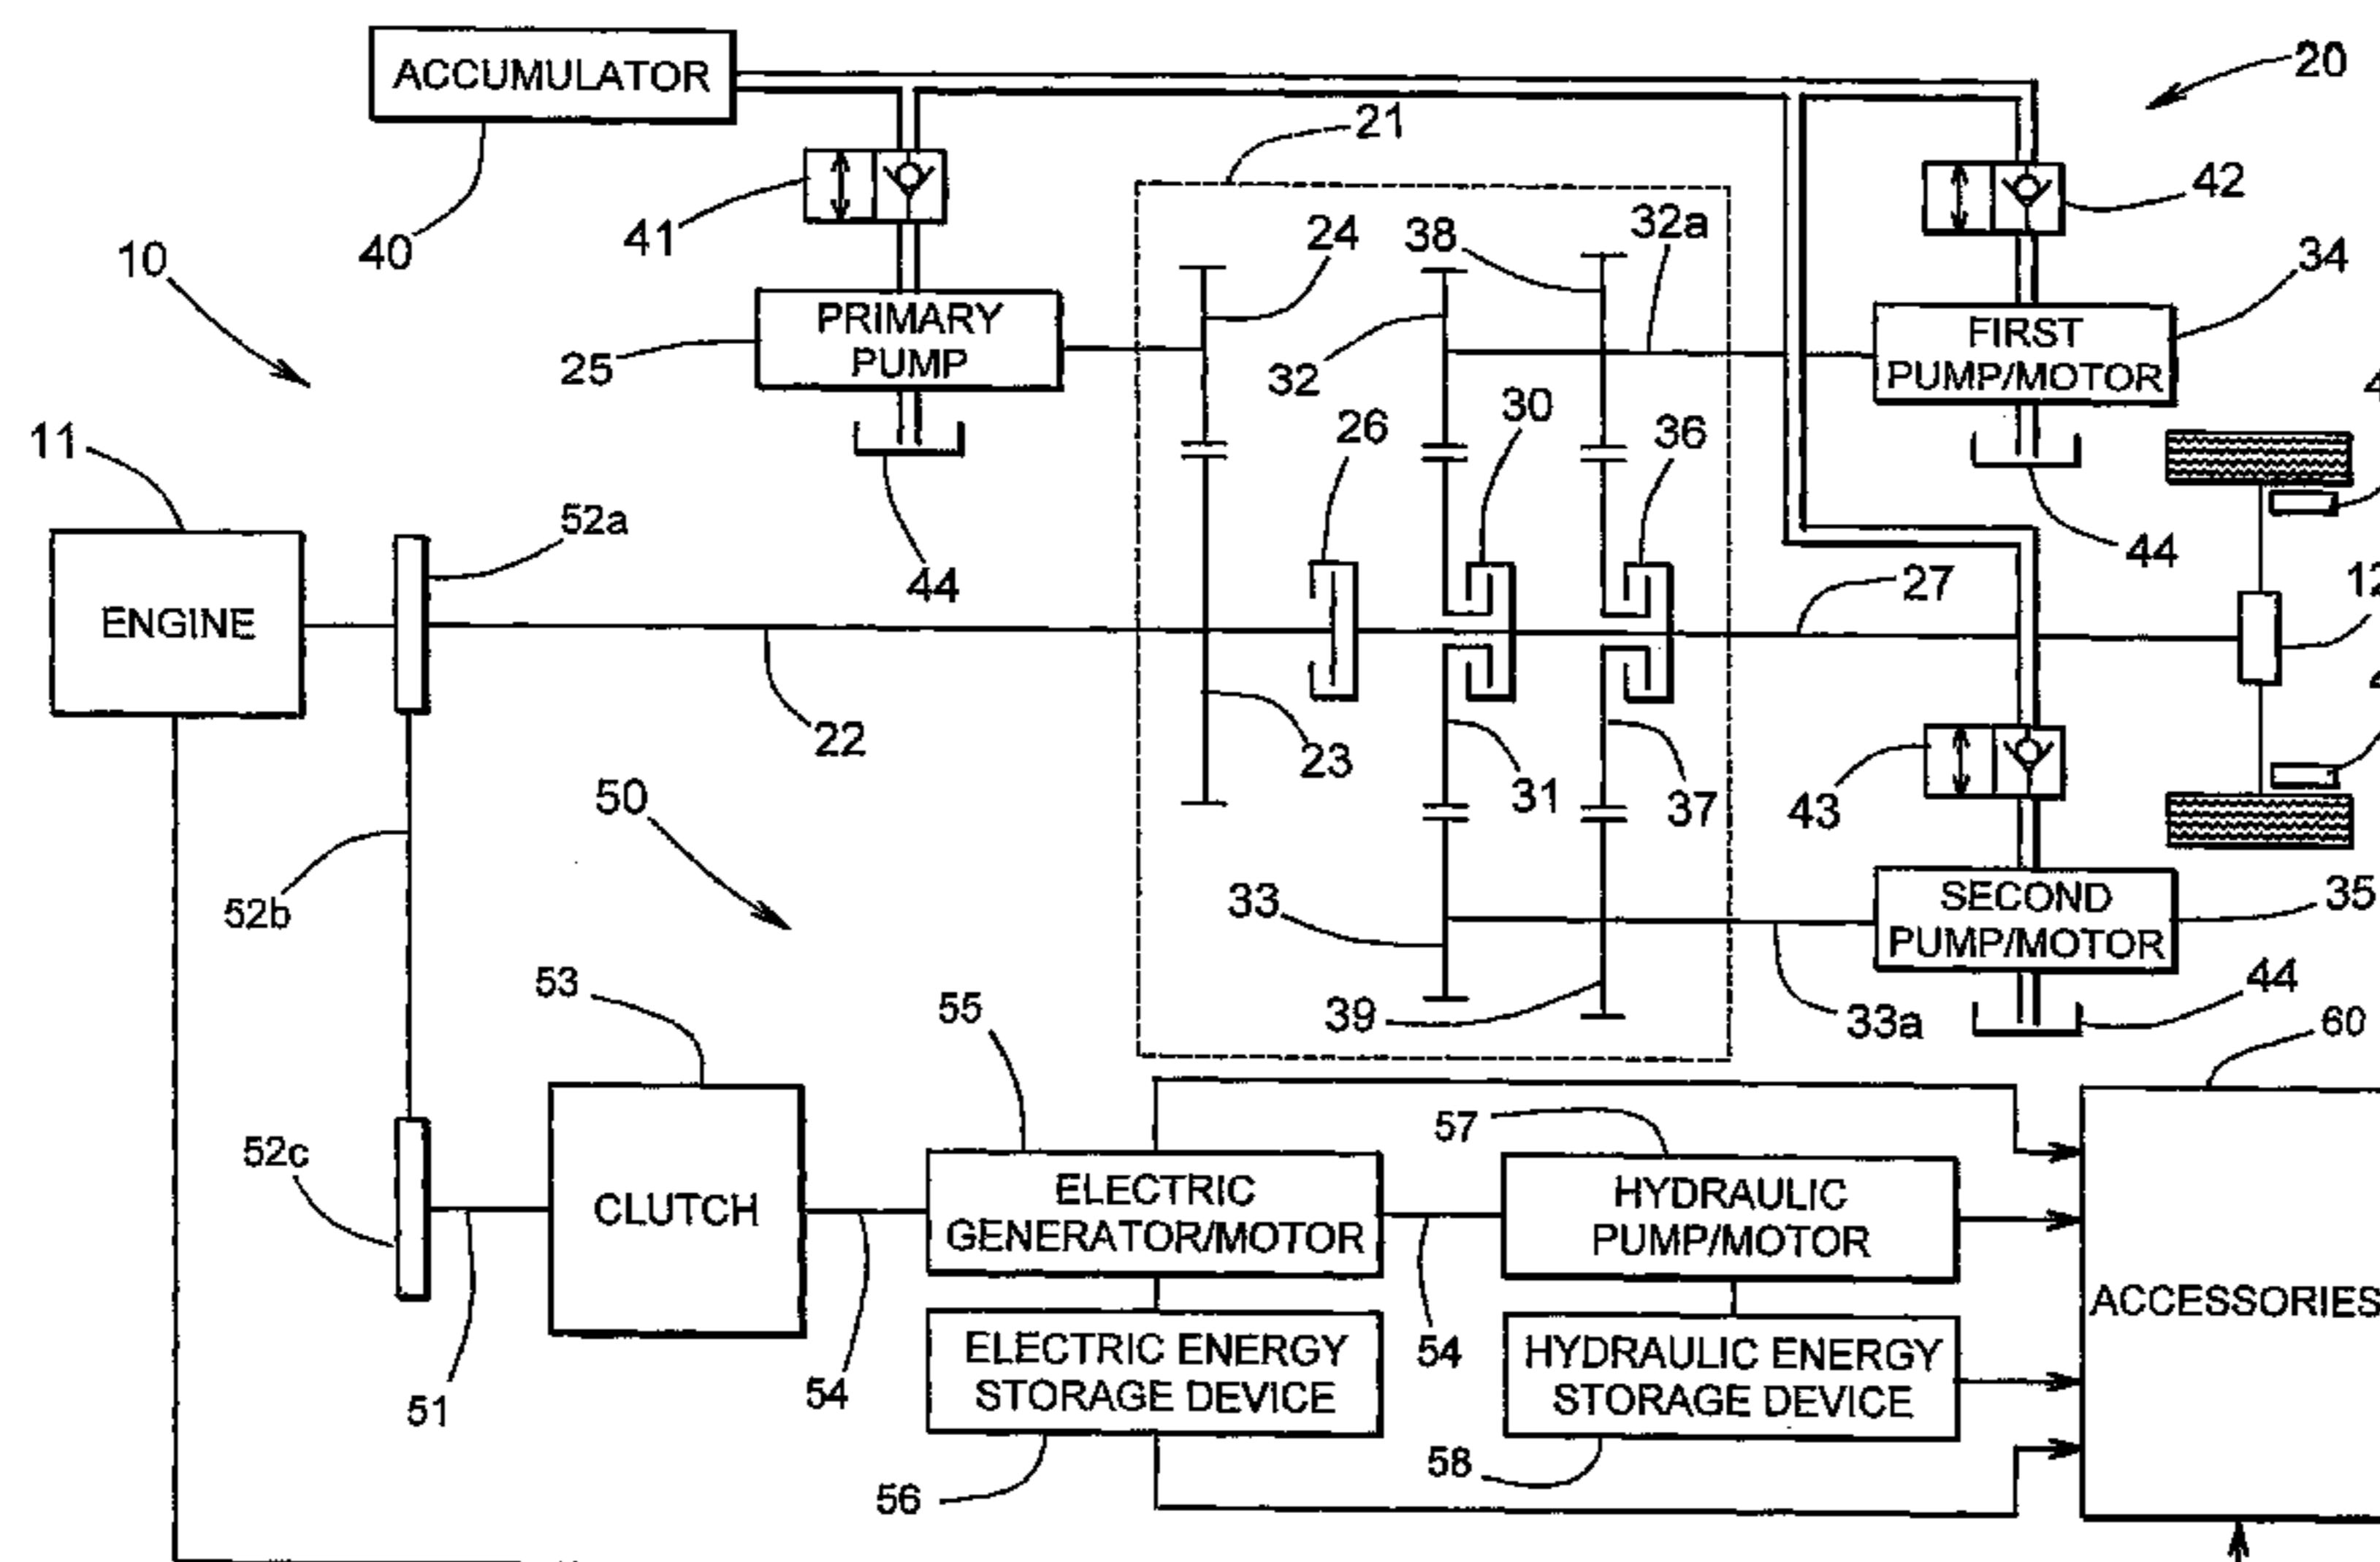 ACCUMULATOR
20
21
42
41
40
10
24
38
32a
34
PRIMARY
PUMP
25
32
FIRST
PUMP/MOTOR
30
26
36
11
52a
44
44
ENGINE
27
22
23
31
37
43
50
52b
33
SECOND
PUMP/MOTOR
35
53
55
39
33a
44
60
57
52c
CLUTCH
ELECTRIC
GENERATOR/MOTOR
HYDRAULIC
PUMP/MOTOR
ACCESSORIES
51
54
54
ELECTRIC ENERGY
STORAGE DEVICE
HYDRAULIC ENERGY
STORAGE DEVICE
56
58